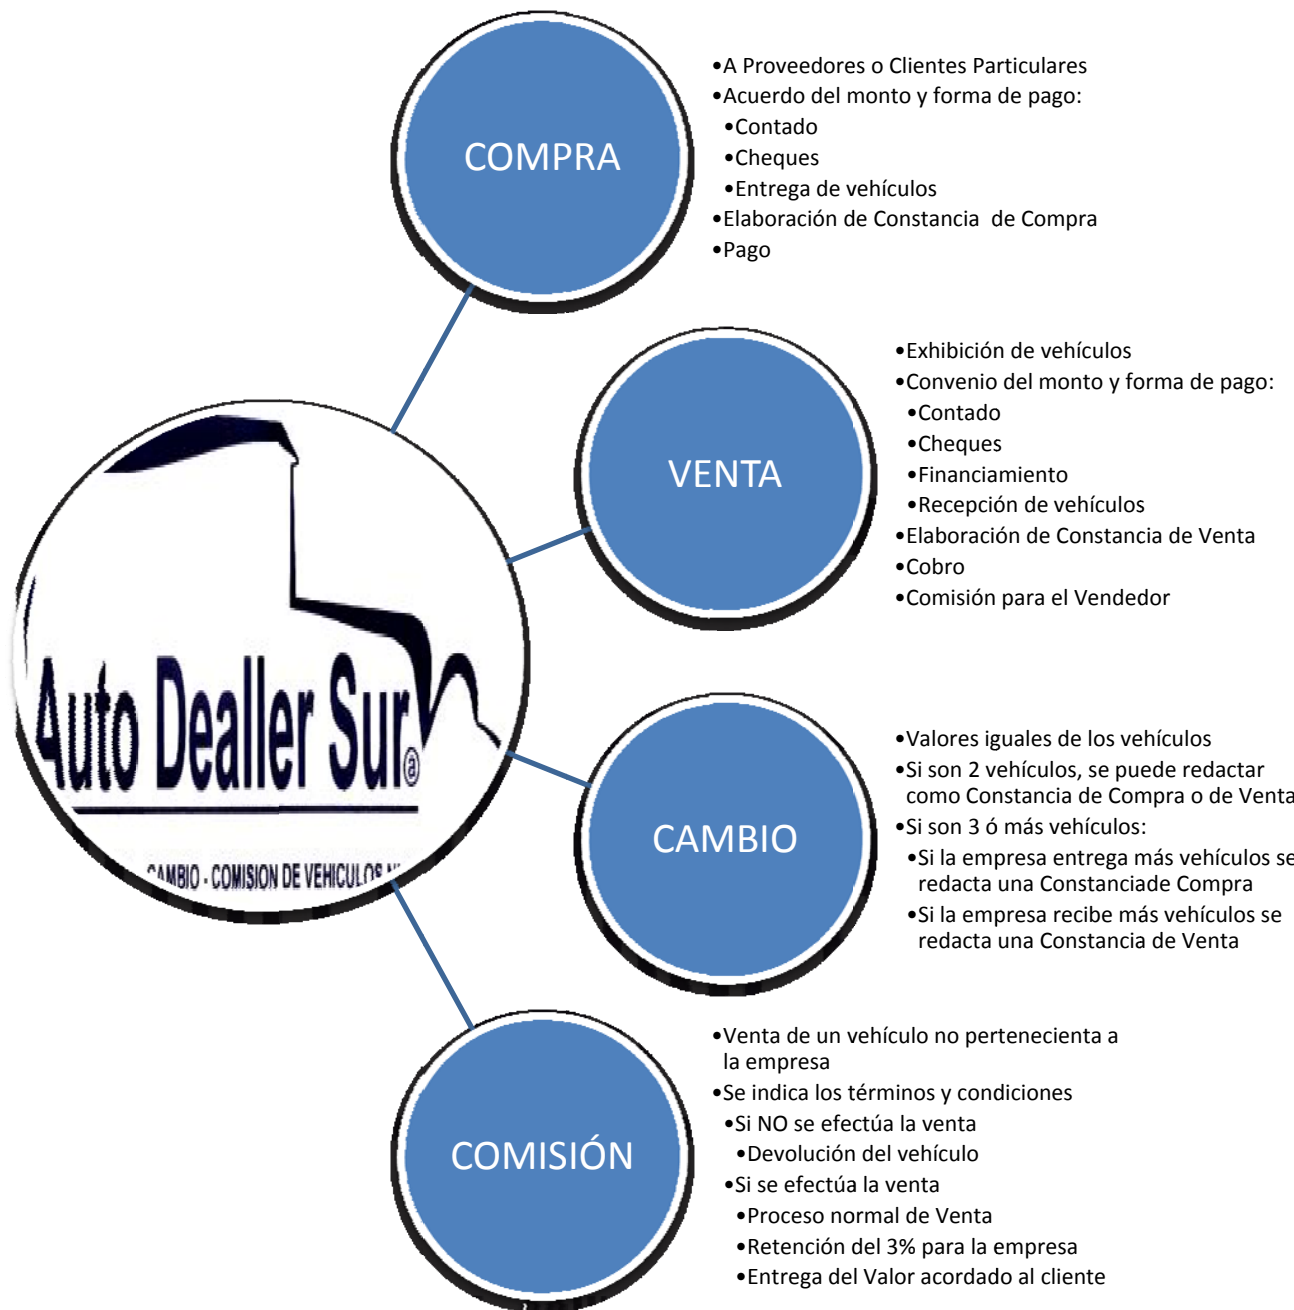 COMPRA
•A Proveedores o Clientes Particulares
•Acuerdo del monto y forma de pago:
•Contado
•Cheques
•Entrega de vehículos
•Elaboración de Constancia de Compra
•Pago
VENTA
•Exhibición de vehículos
•Convenio del monto y forma de pago:
•Contado
•Cheques
•Financiamiento
•Recepción de vehículos
•Elaboración de Constancia de Venta
•Cobro
•Comisión para el Vendedor
Auto Dealler Sur
CAMBIO - COMISION DE VEHICULOS
CAMBIO
•Valores iguales de los vehículos
•Si son 2 vehículos, se puede redactar
como Constancia de Compra o de Venta
•Si son 3 ó más vehículos:
•Si la empresa entrega más vehículos se
redacta una Constanciade Compra
•Si la empresa recibe más vehículos se
redacta una Constancia de Venta
COMISIÓN
•Venta de un vehículo no pertenecienta a
la empresa
•Se indica los términos y condiciones
•Si NO se efectúa la venta
•Devolución del vehículo
•Si se efectúa la venta
•Proceso normal de Venta
•Retención del 3% para la empresa
•Entrega del Valor acordado al cliente